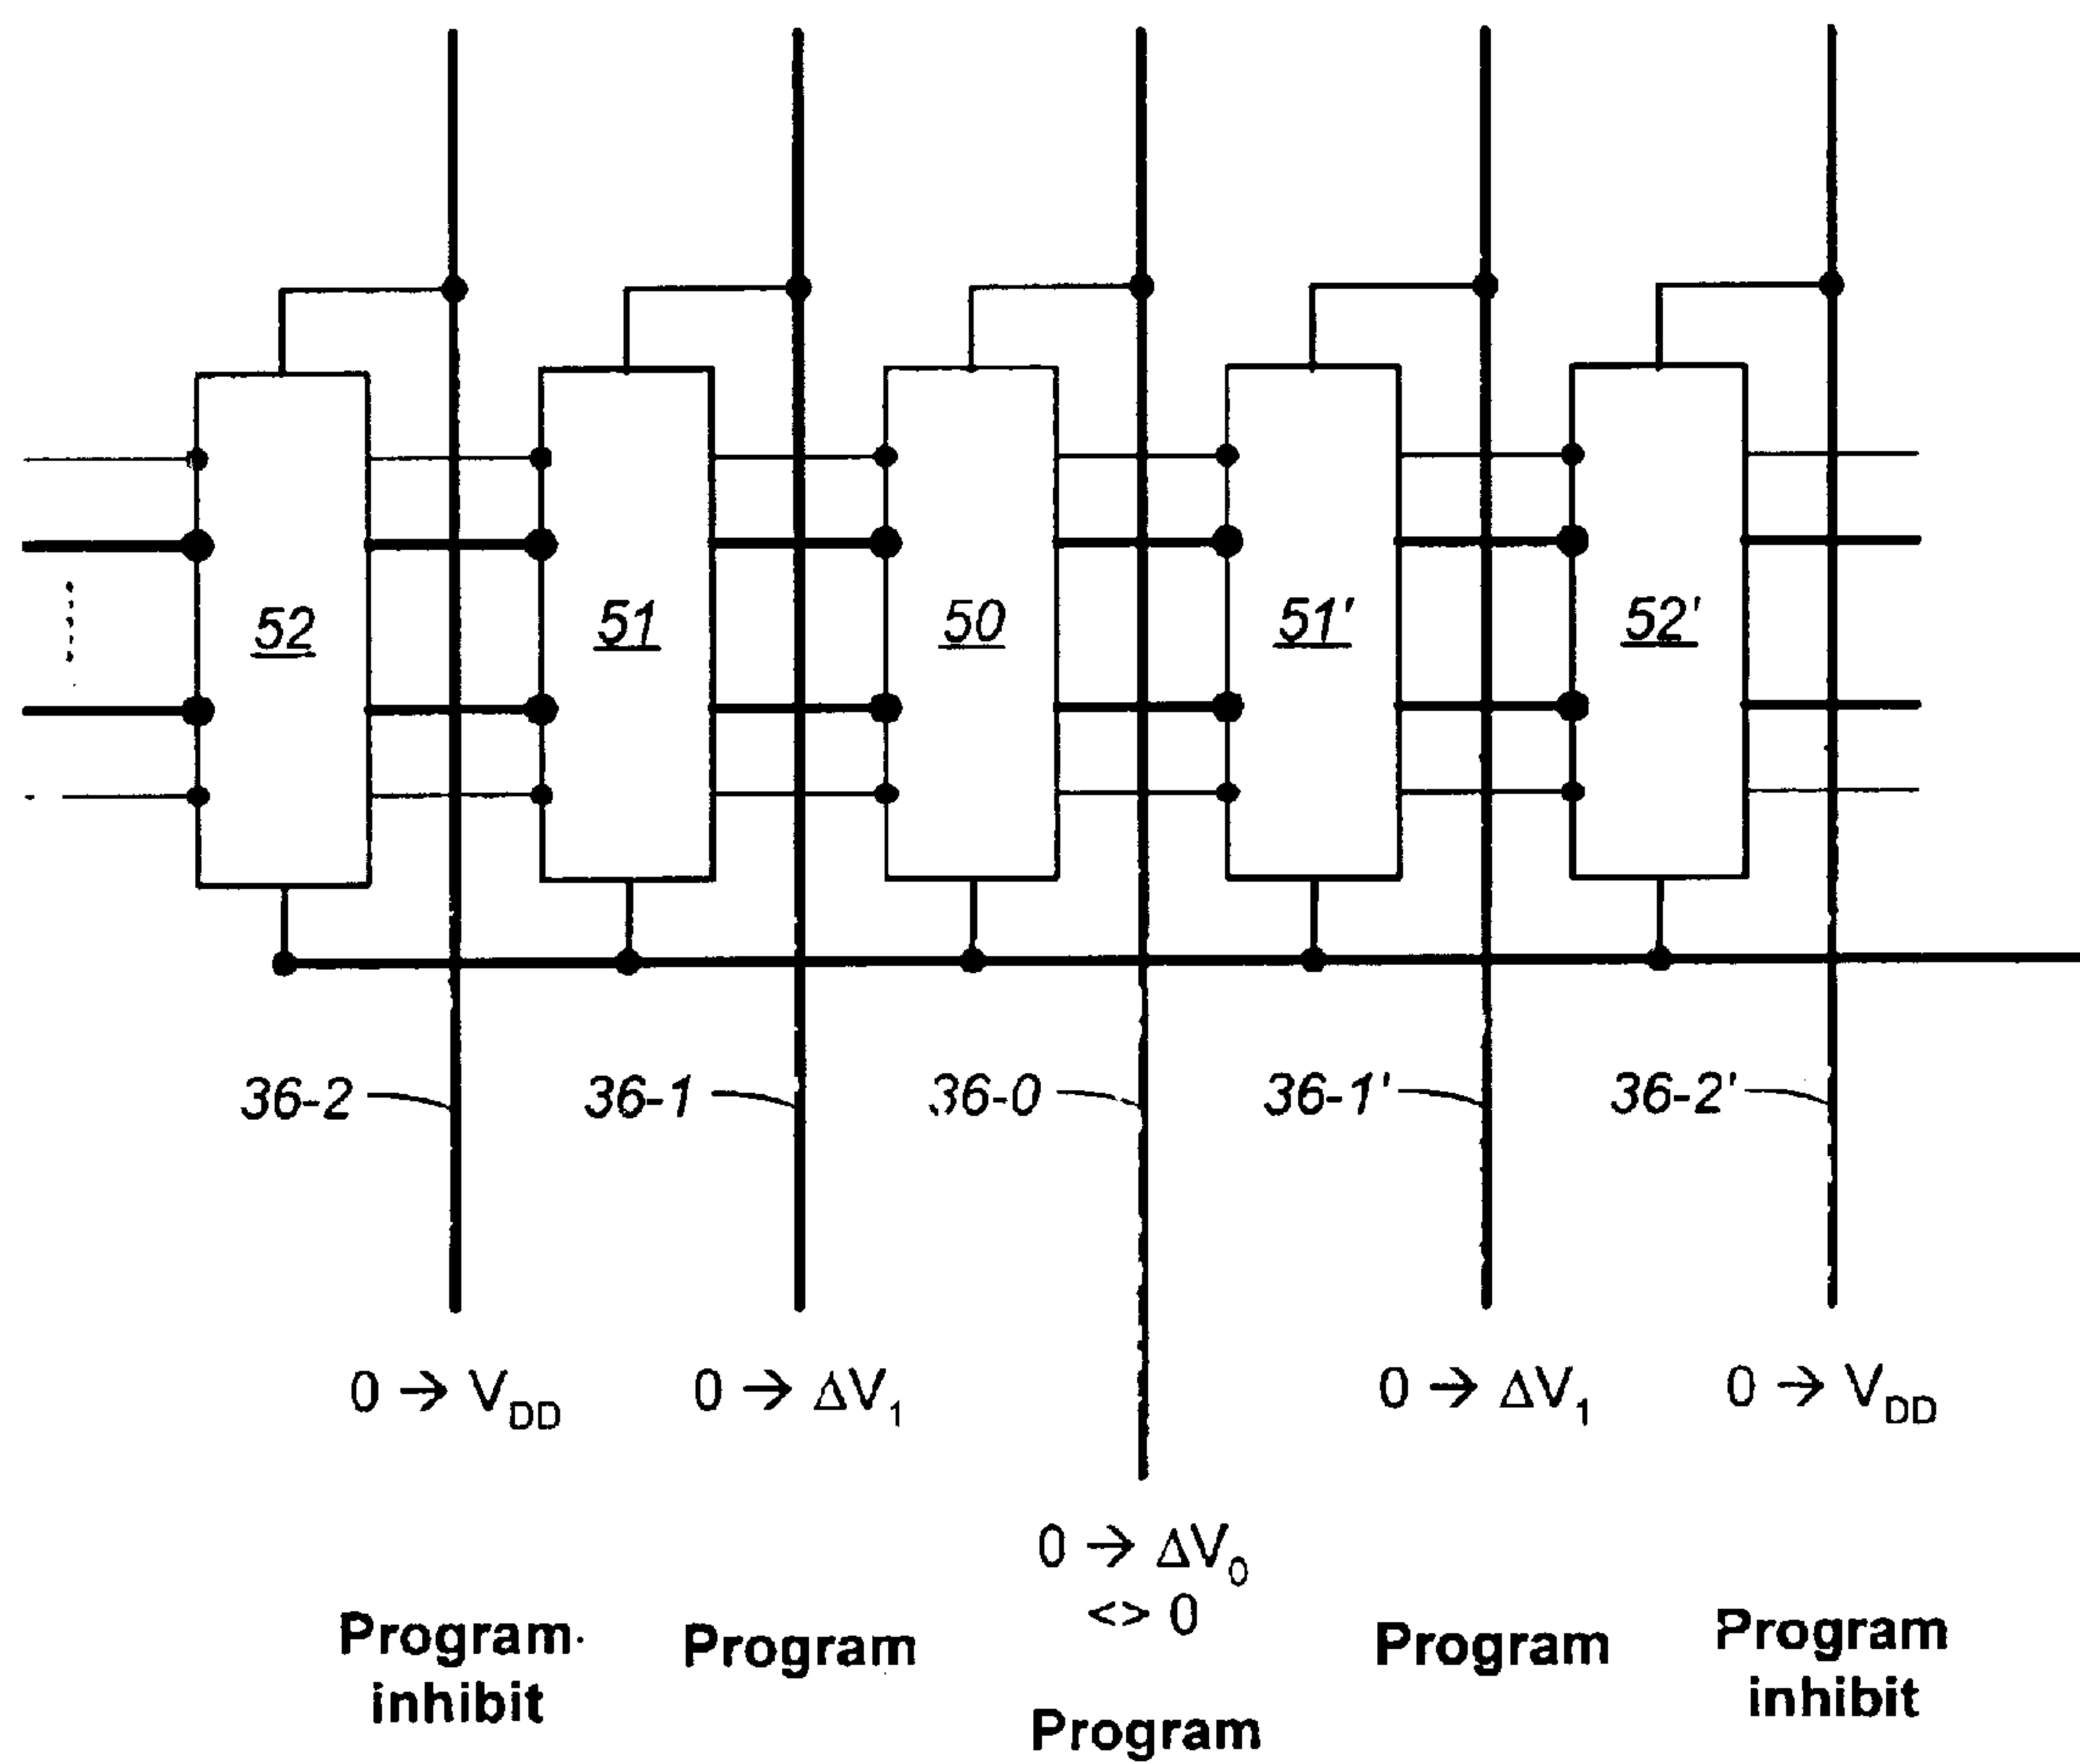 52 51 50 51' 52'
36-2 36-1 36-0 36-1' 36-2'
0 → VDD 0 → ΔV1 0 → ΔV1 0 → VDD
0 → ΔV0
<> 0
Program Program Program Program
inhibit inhibit
Program